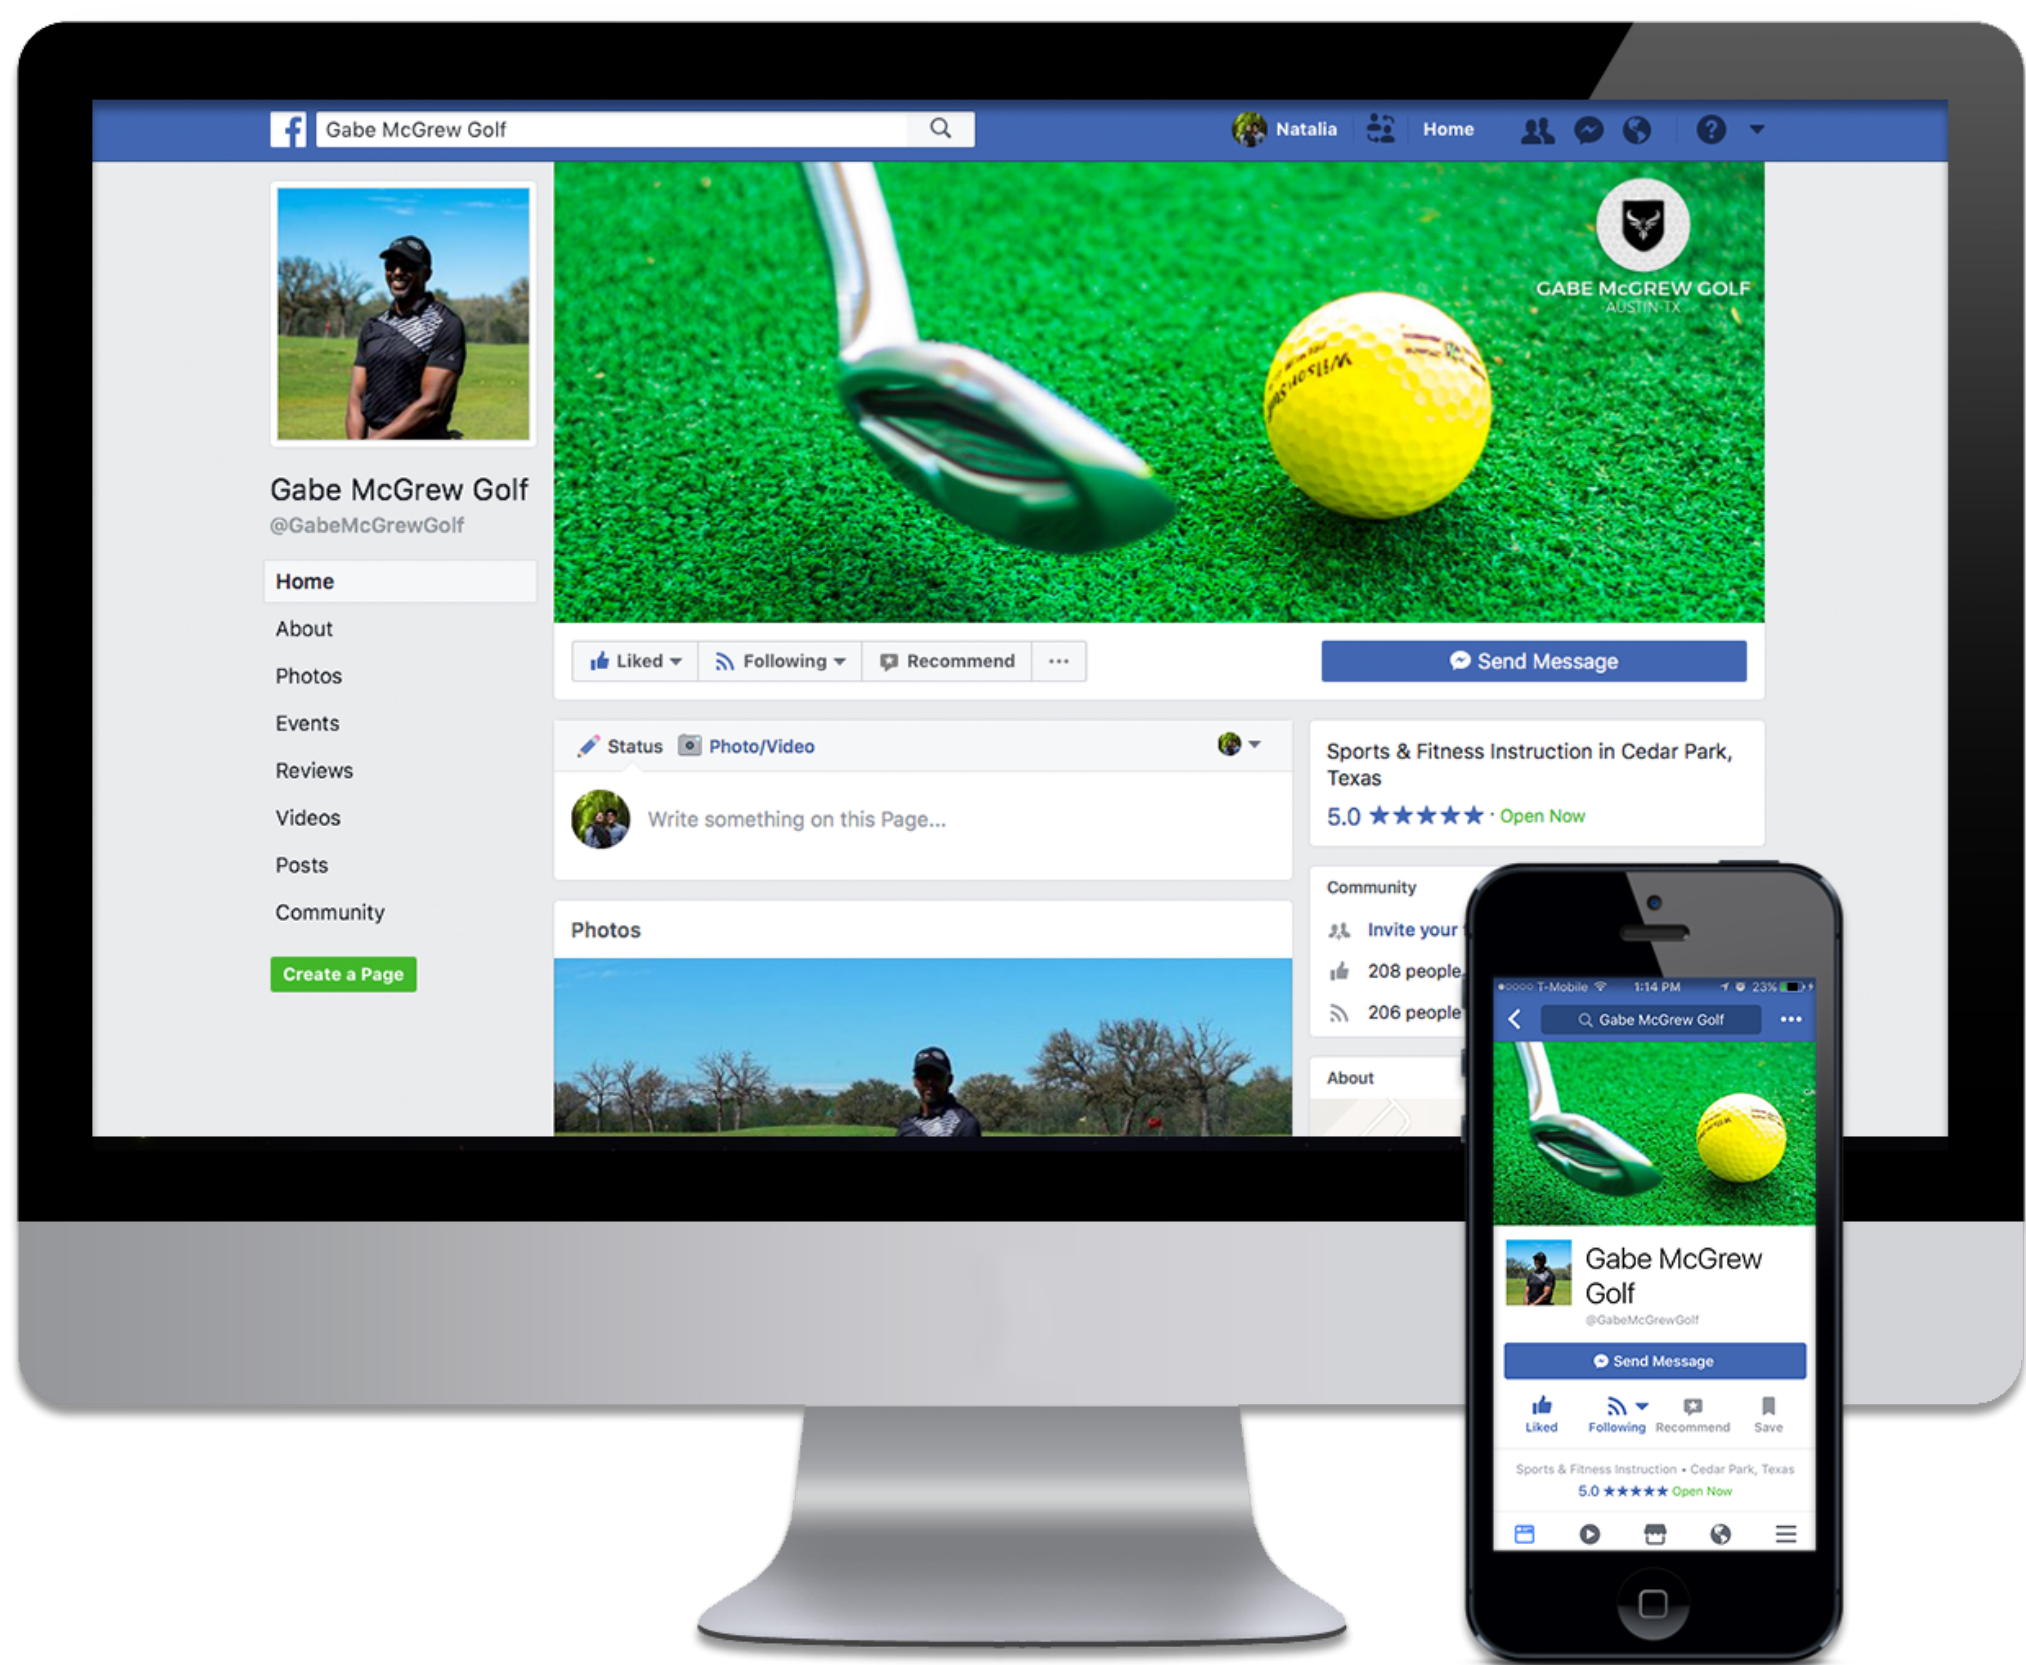 Gabe McGrew Golf
Natalia
Home
GABE McGREW GOLF
AUSTIN-TX
Wilson
Gabe McGrew Golf
@GabeMcGrewGolf
Home
About
Photos
Events
Reviews
Videos
Posts
Community
Create a Page
Liked
Following
Recommend
Send Message
Status
Photo/Video
Write something on this Page...
Photos
Sports & Fitness Instruction in Cedar Park,
Texas
5.0 ★★★★★ · Open Now
Community
Invite your
208 people
206 people
About
T-Mobile 1:14 PM 23%
Gabe McGrew Golf
Gabe McGrew
Golf
@GabeMcGrewGolf
Send Message
Liked Following Recommend Save
Sports & Fitness Instruction • Cedar Park, Texas
5.0 ★★★★★ Open Now